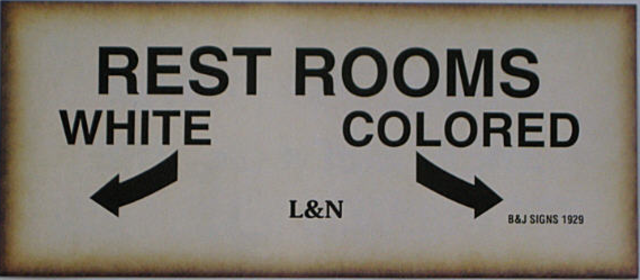 REST ROOMS
WHITE COLORED
L&N
B&J SIGNS 1929